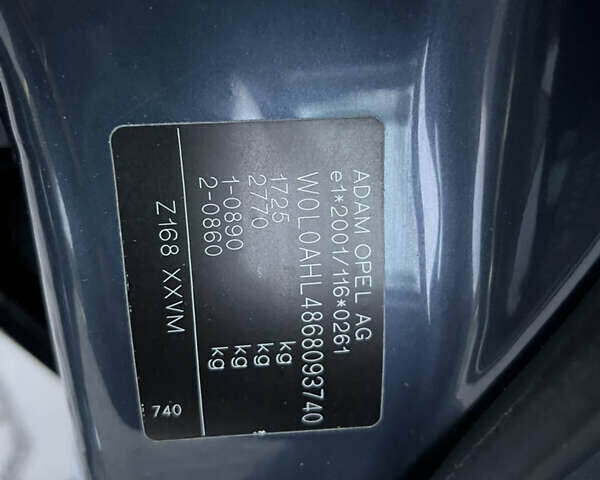 ADAM OPEL AG
e1*2001/116*0261
W0L0AHL4868093740
1725 kg
2770 kg
1-0890 kg
2-0860 kg
Z168 XXVM
740